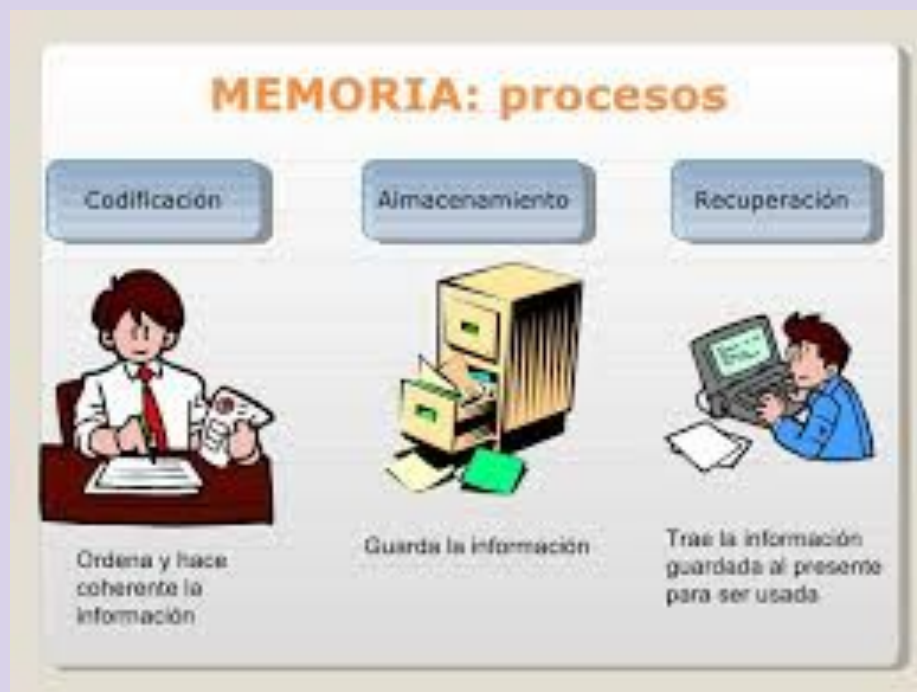 MEMORIA: procesos
Codificación
Almacenamiento
Recuperación
Ordena y hace
coherente la
información
Guarda la información
Trae la información
guardada al presente
para ser usada